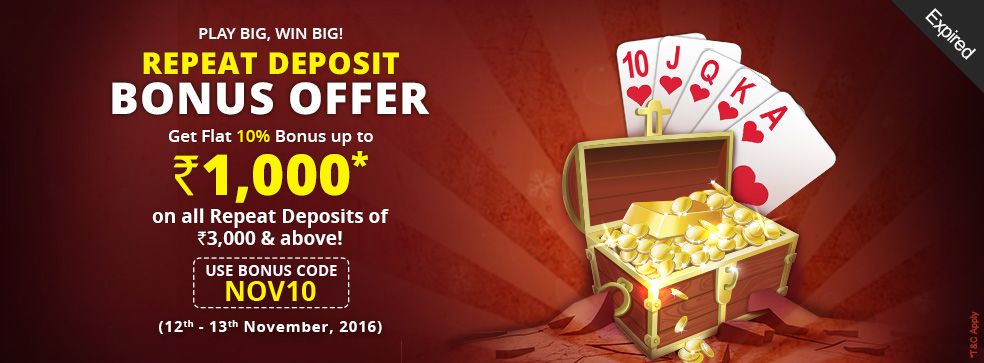 PLAY BIG, WIN BIG!
REPEAT DEPOSIT
BONUS OFFER
Get Flat 10% Bonus up to
₹1,000*
on all Repeat Deposits of
₹3,000 & above!
USE BONUS CODE
NOV10
(12th - 13th November, 2016)
10 J Q K A
Expired
*T&C Apply